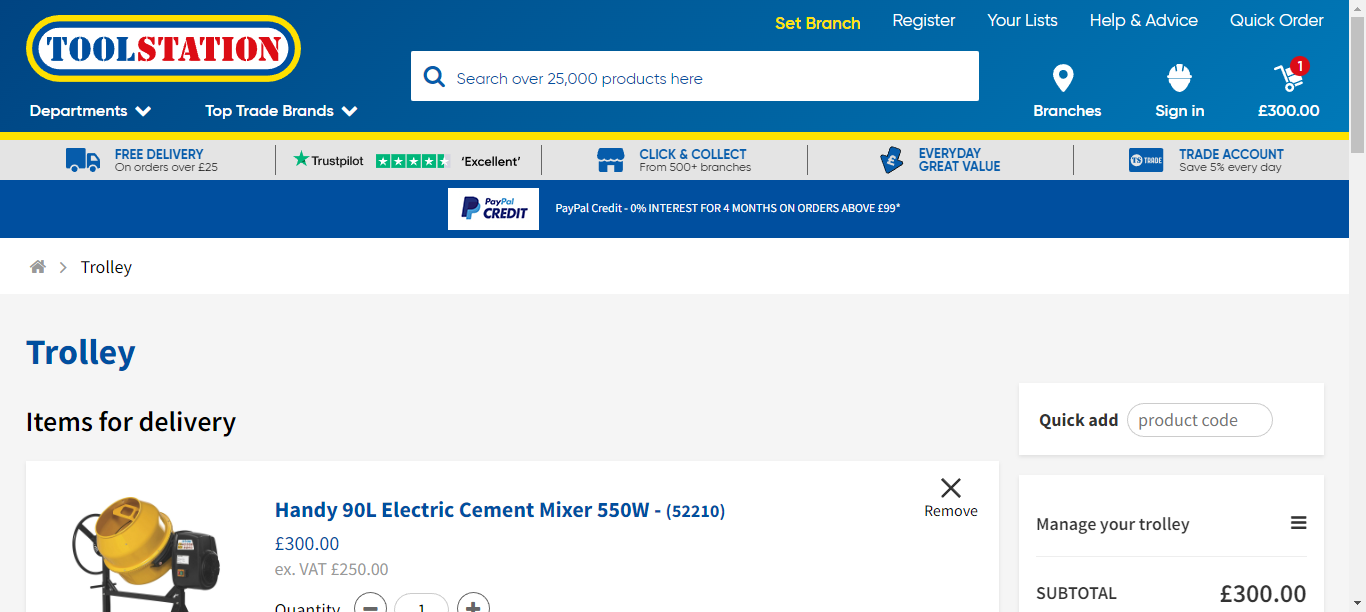 Set Branch Register Your Lists Help & Advice Quick Order
TOOLSTATION
Search over 25,000 products here
1
Departments Top Trade Brands
Branches Sign in £300.00
FREE DELIVERY
On orders over £25
Trustpilot 'Excellent'
CLICK & COLLECT
From 500+ branches
£
EVERYDAY
GREAT VALUE
TS TRADE
TRADE ACCOUNT
Save 5% every day
PayPal
CREDIT
PayPal Credit - 0% INTEREST FOR 4 MONTHS ON ORDERS ABOVE £99*
Trolley
Trolley
Items for delivery
Quick add product code
Handy 90L Electric Cement Mixer 550W - (52210)
Remove
£300.00
ex. VAT £250.00
Quantity 1
Manage your trolley
SUBTOTAL £300.00